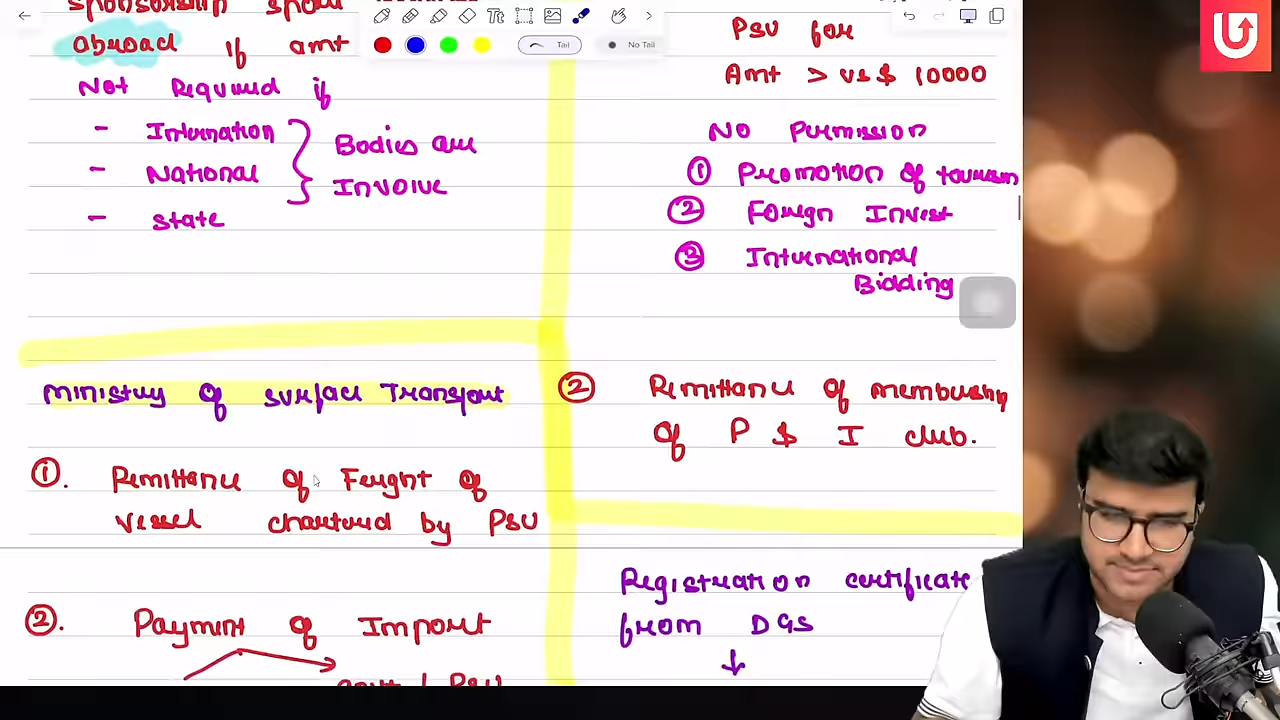 abroad if amt
Not Required if
- Internation
- National
- State
Bodies are
Involve
Ministry of Surface Transport
①. Remittance of Freight of
vessel chartered by PSU
②. Payment of Import
Tt
Tail
No Tail
PSU for
Amt > US $ 10000
No Permission
① Promotion of tourism
② Foreign Invest
③ International
Bidding
② Remittance of membership
of P $ I club.
Registration certificate
from DGS